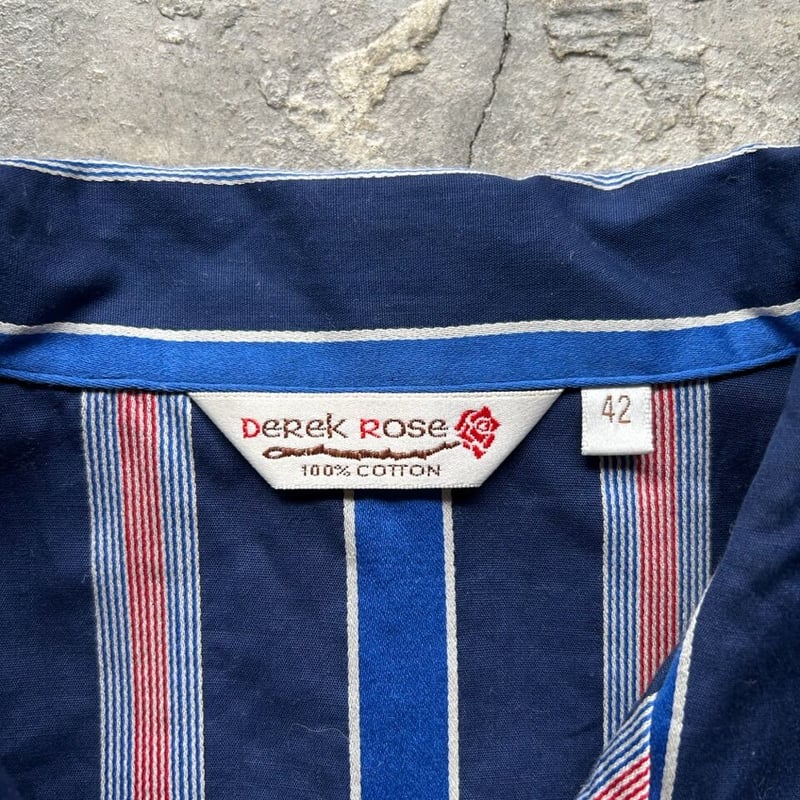 Derek Rose
100% COTTON
42